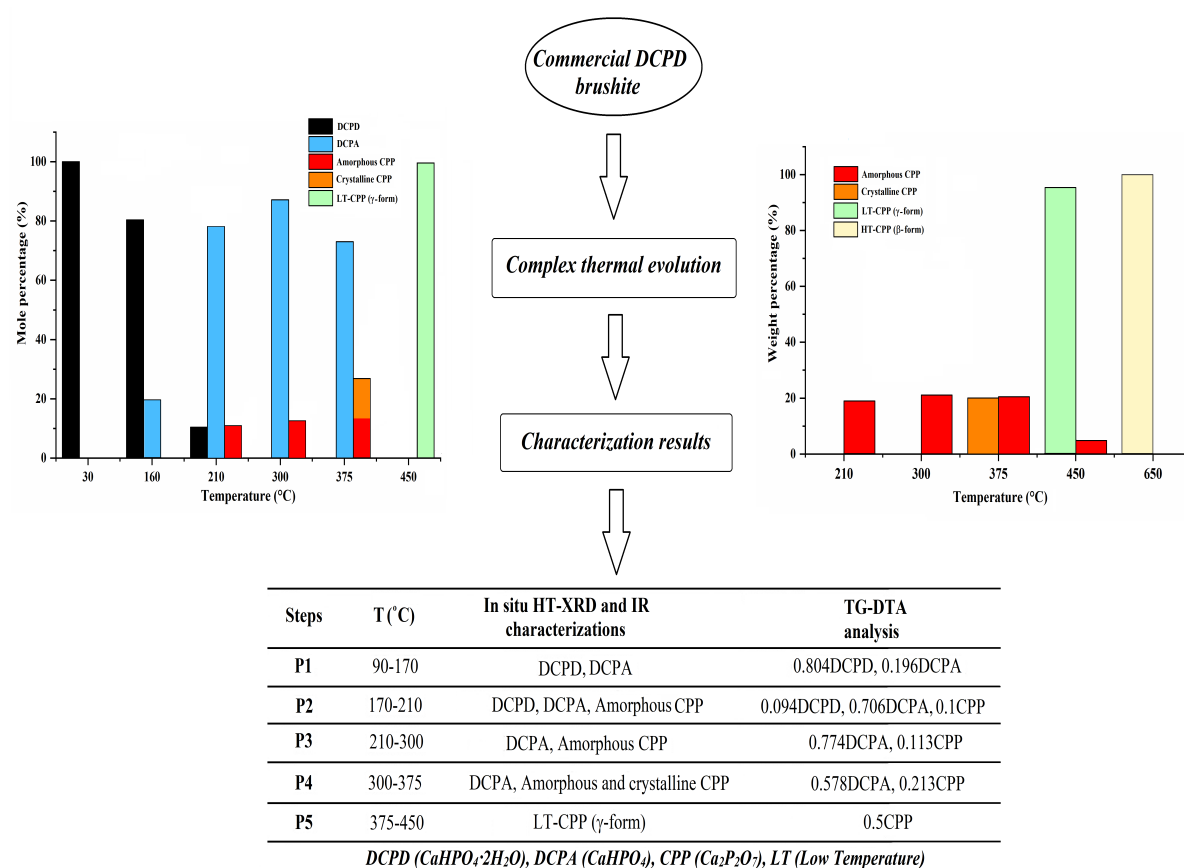 Commercial DCPD
brushite
DCPD
DCPA
Amorphous CPP
Crystalline CPP
LT-CPP (γ-form)
Mole percentage (%)
100
80
60
40
20
0
30 160 210 300 375 450
Temperature (°C)
Complex thermal evolution
Characterization results
Amorphous CPP
Crystalline CPP
LT-CPP (γ-form)
HT-CPP (β-form)
Weight percentage (%)
100
80
60
40
20
0
210 300 375 450 650
Temperature (°C)
Steps T (°C) In situ HT-XRD and IR characterizations TG-DTA analysis
P1 90-170 DCPD, DCPA 0.804DCPD, 0.196DCPA
P2 170-210 DCPD, DCPA, Amorphous CPP 0.094DCPD, 0.706DCPA, 0.1CPP
P3 210-300 DCPA, Amorphous CPP 0.774DCPA, 0.113CPP
P4 300-375 DCPA, Amorphous and crystalline CPP 0.578DCPA, 0.213CPP
P5 375-450 LT-CPP (γ-form) 0.5CPP
DCPD (CaHPO₄·2H₂O), DCPA (CaHPO₄), CPP (Ca₂P₂O₇), LT (Low Temperature)